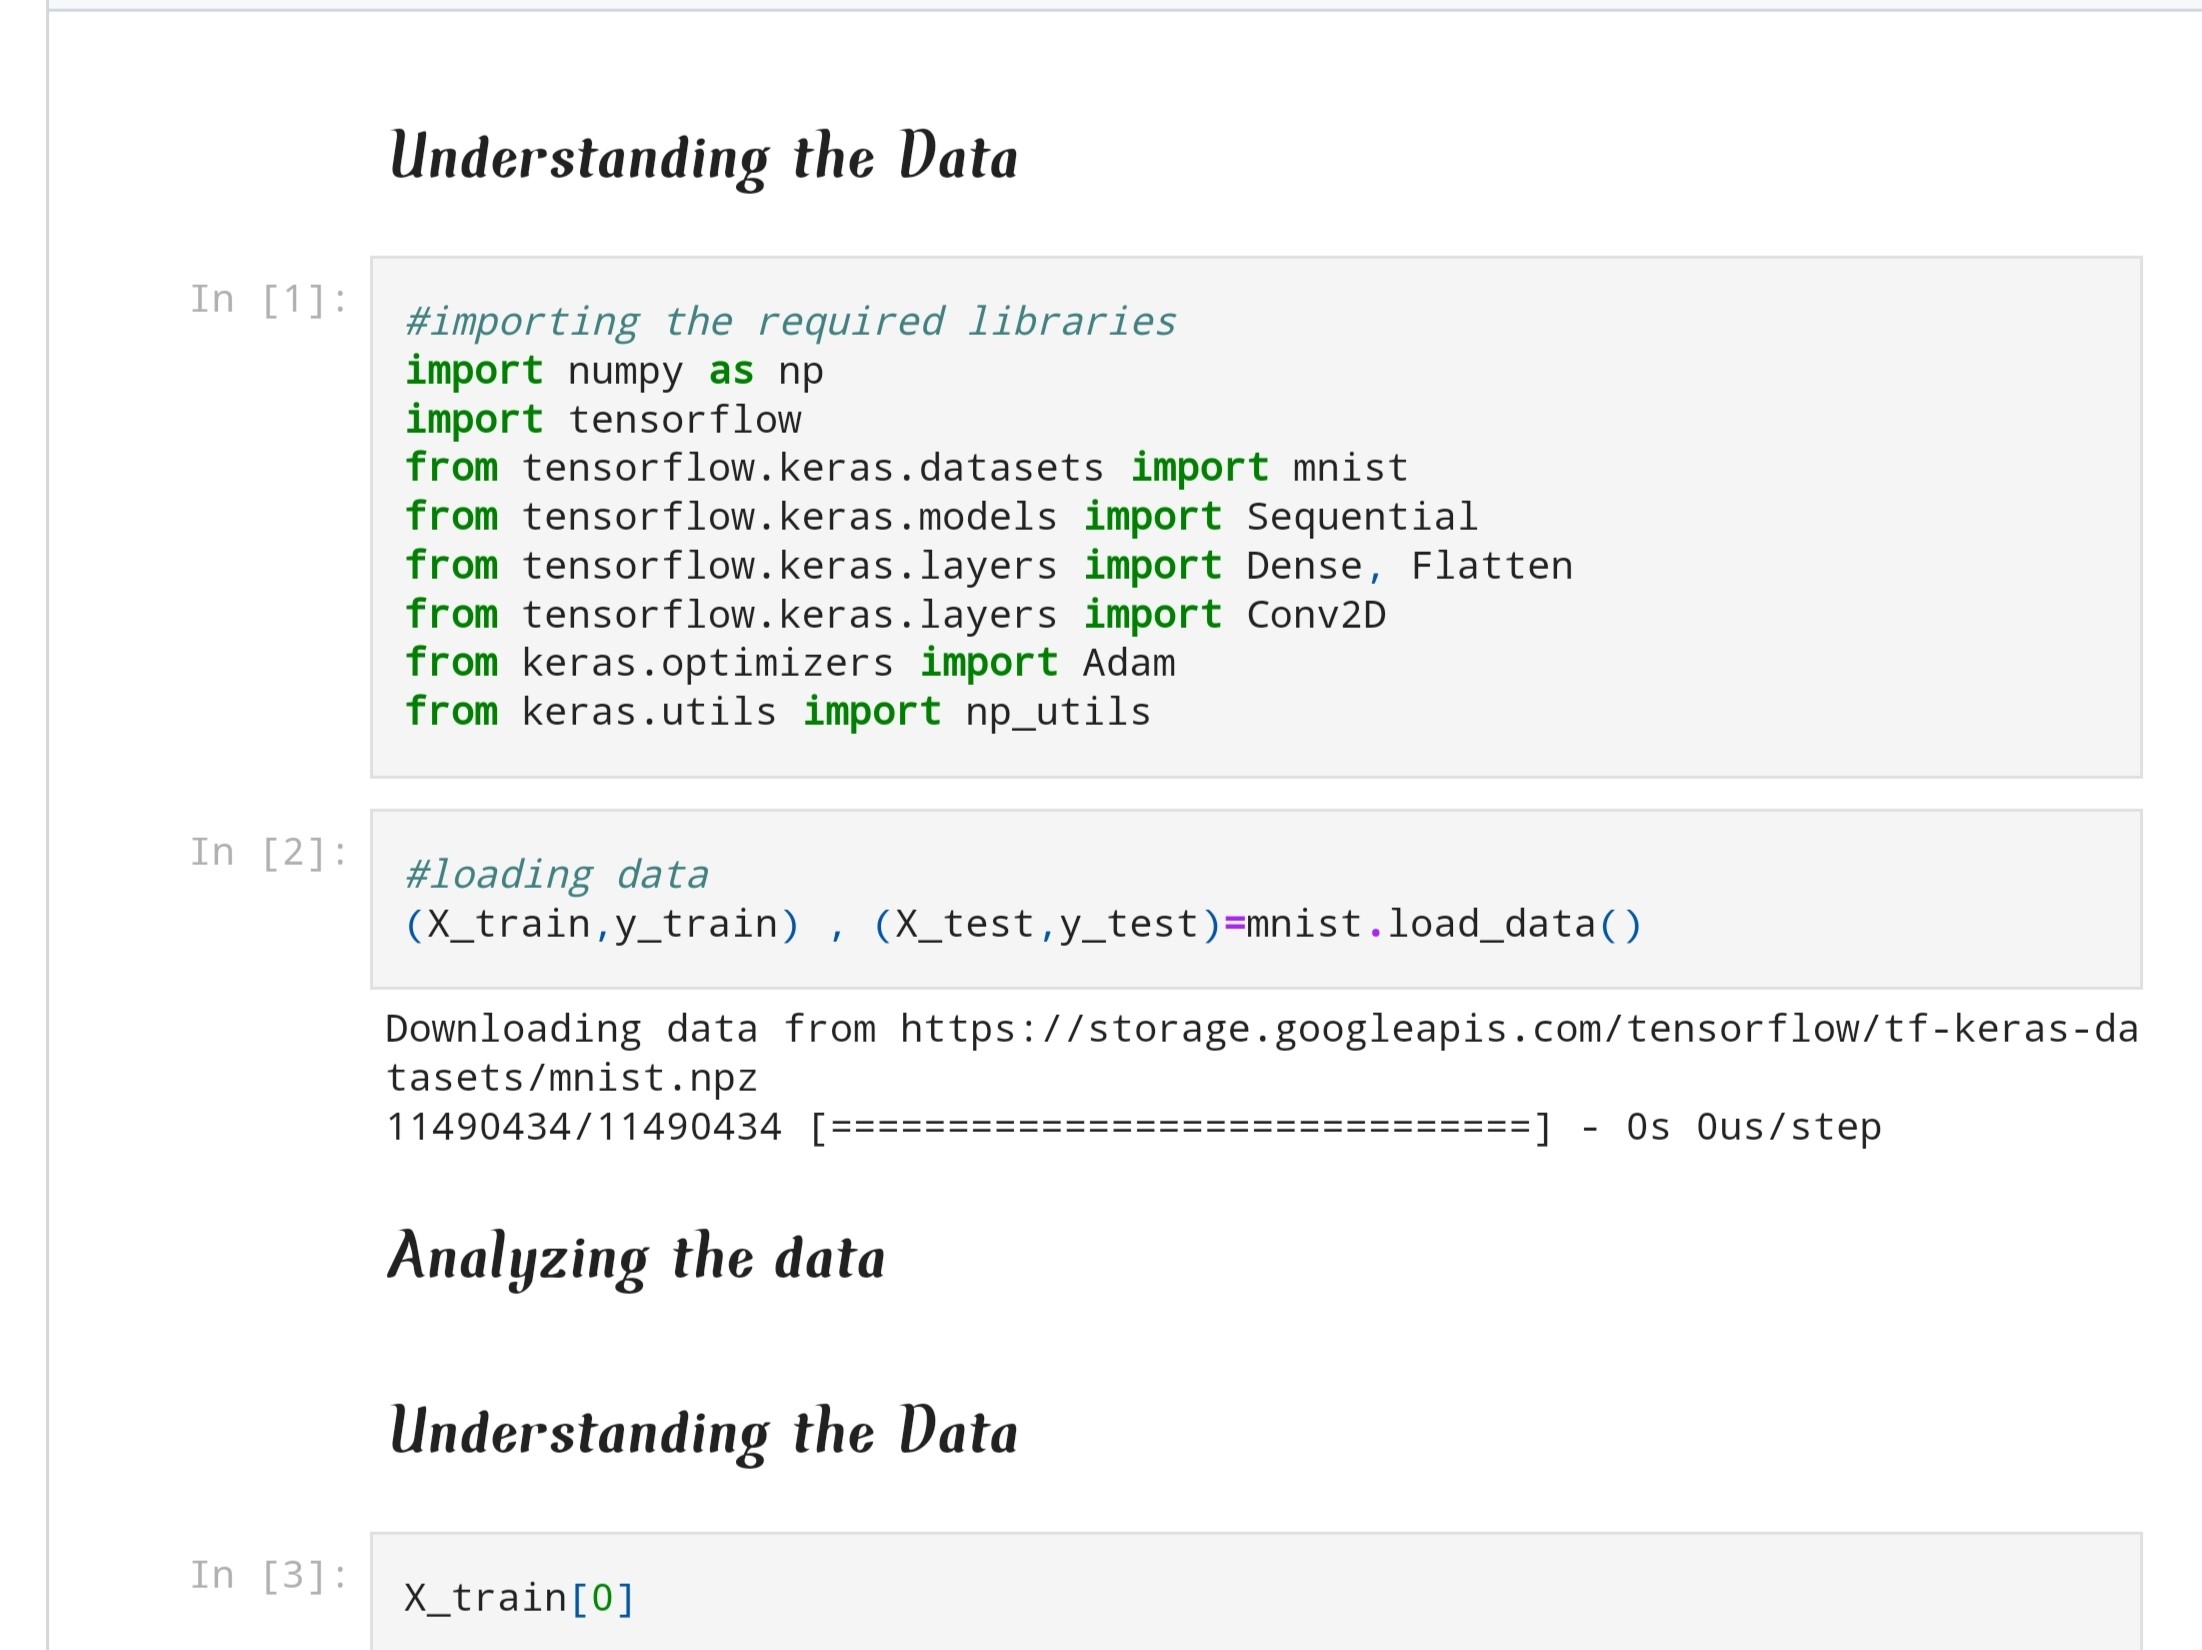 Understanding the Data
In [1]:
#importing the required libraries
import numpy as np
import tensorflow
from tensorflow.keras.datasets import mnist
from tensorflow.keras.models import Sequential
from tensorflow.keras.layers import Dense, Flatten
from tensorflow.keras.layers import Conv2D
from keras.optimizers import Adam
from keras.utils import np_utils
In [2]:
#loading data
(X_train,y_train) , (X_test,y_test)=mnist.load_data()
Downloading data from https://storage.googleapis.com/tensorflow/tf-keras-da
tasets/mnist.npz
11490434/11490434 [==============================] - 0s 0us/step
Analyzing the data
Understanding the Data
In [3]:
X_train[0]